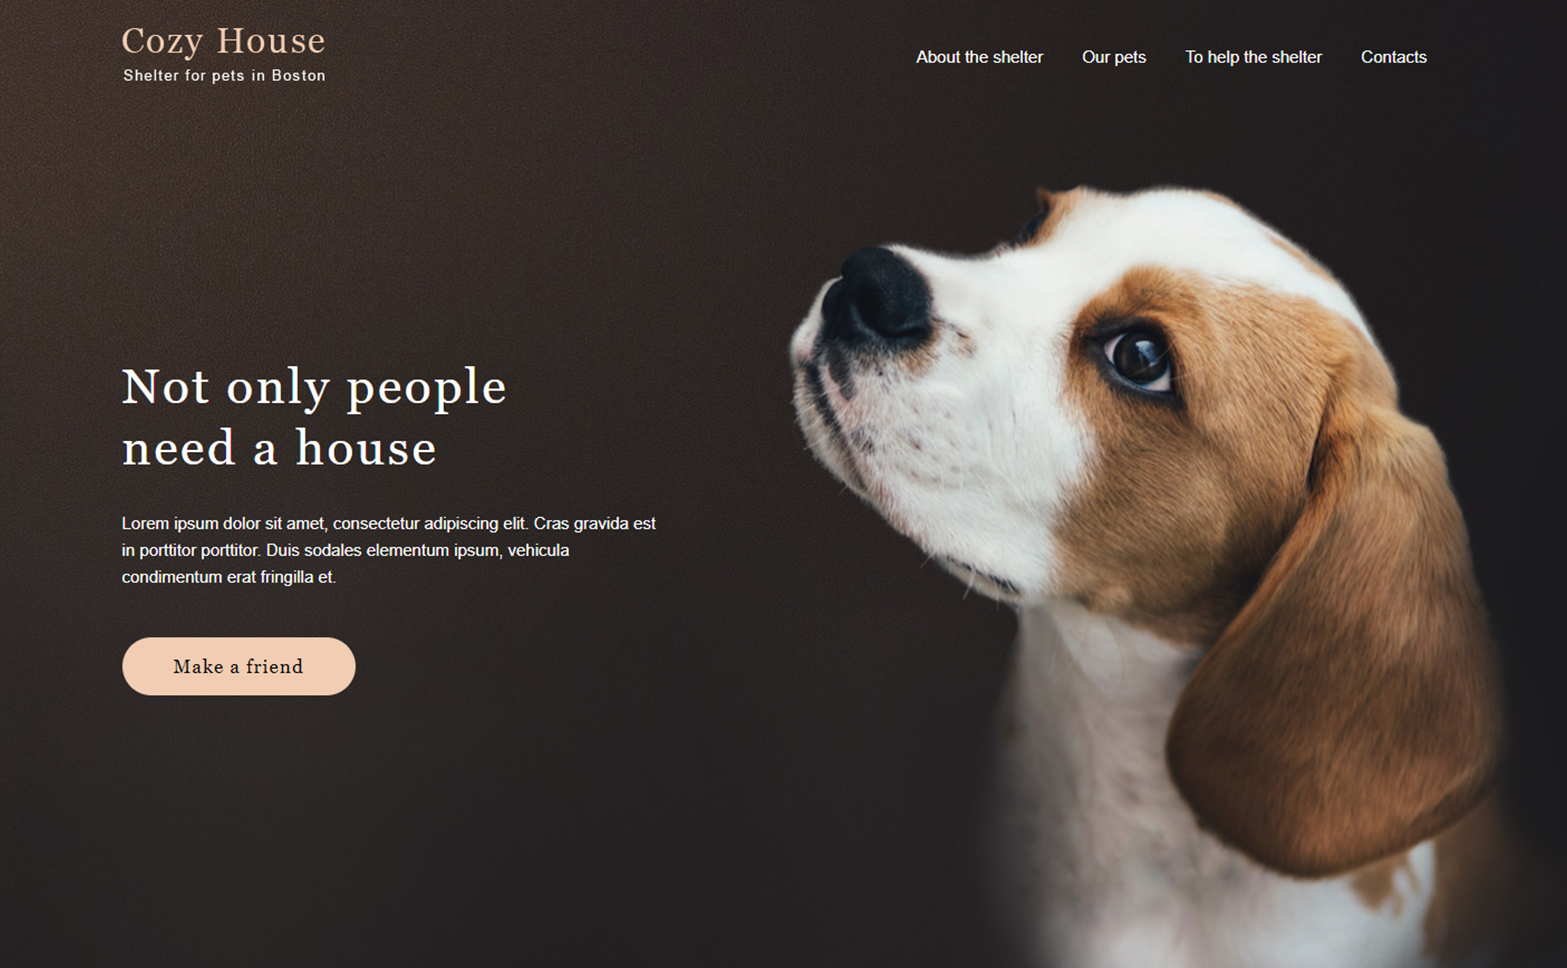 Cozy House
Shelter for pets in Boston
About the shelter
Our pets
To help the shelter
Contacts
Not only people
need a house
Lorem ipsum dolor sit amet, consectetur adipiscing elit. Cras gravida est
in porttitor porttitor. Duis sodales elementum ipsum, vehicula
condimentum erat fringilla et.
Make a friend